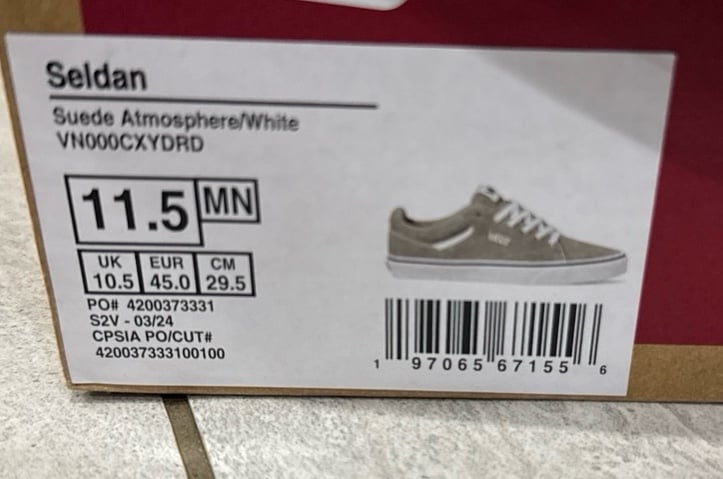 Seldan
Suede Atmosphere/White
VN000CXYDRD
11.5 MN
UK EUR CM
10.5 45.0 29.5
PO# 4200373331
S2V - 03/24
CPSIA PO/CUT#
420037333100100
1 97065 67155 6